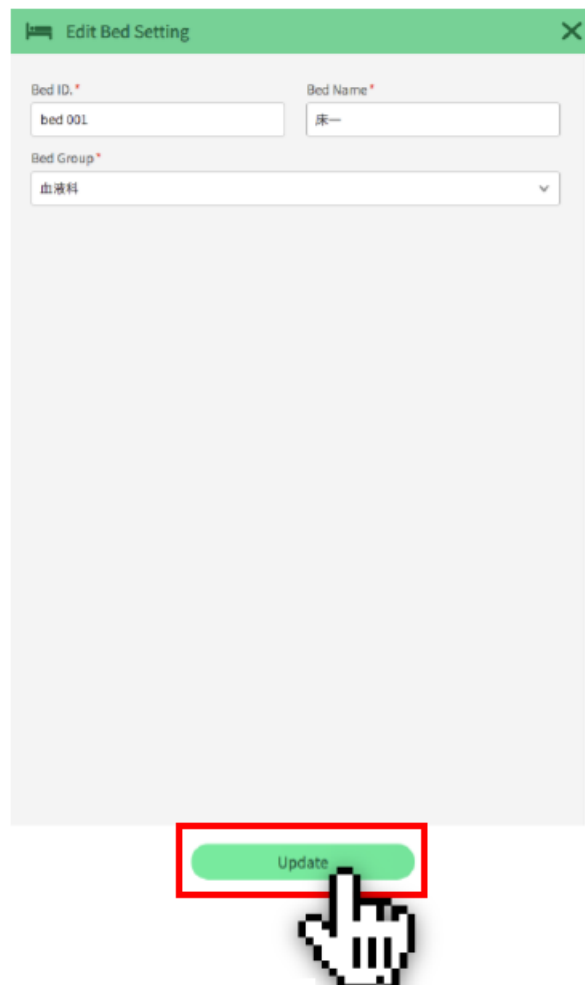 Edit Bed Setting
Bed ID.* Bed Name*
bed 001 床一
Bed Group*
血液科
Update